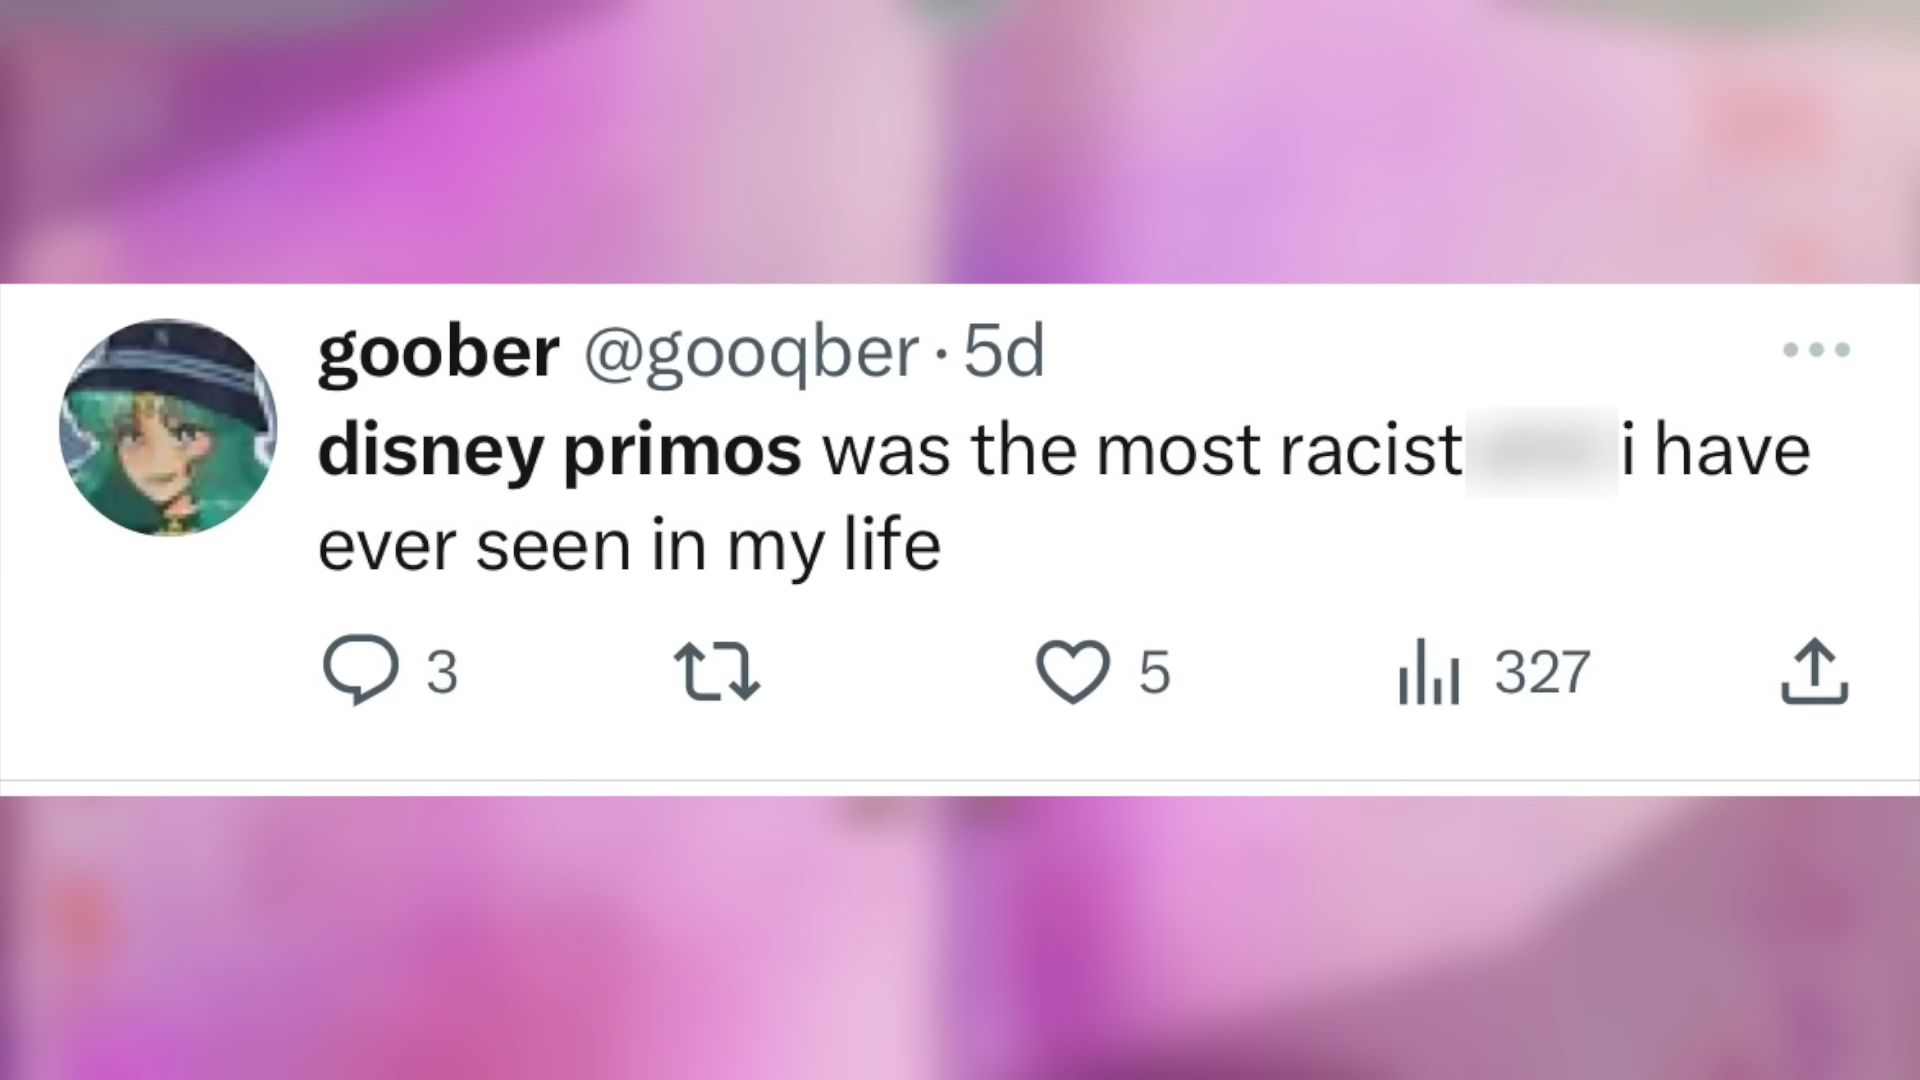 goober @gooqber · 5d
disney primos was the most racist i have
ever seen in my life
3 5 327